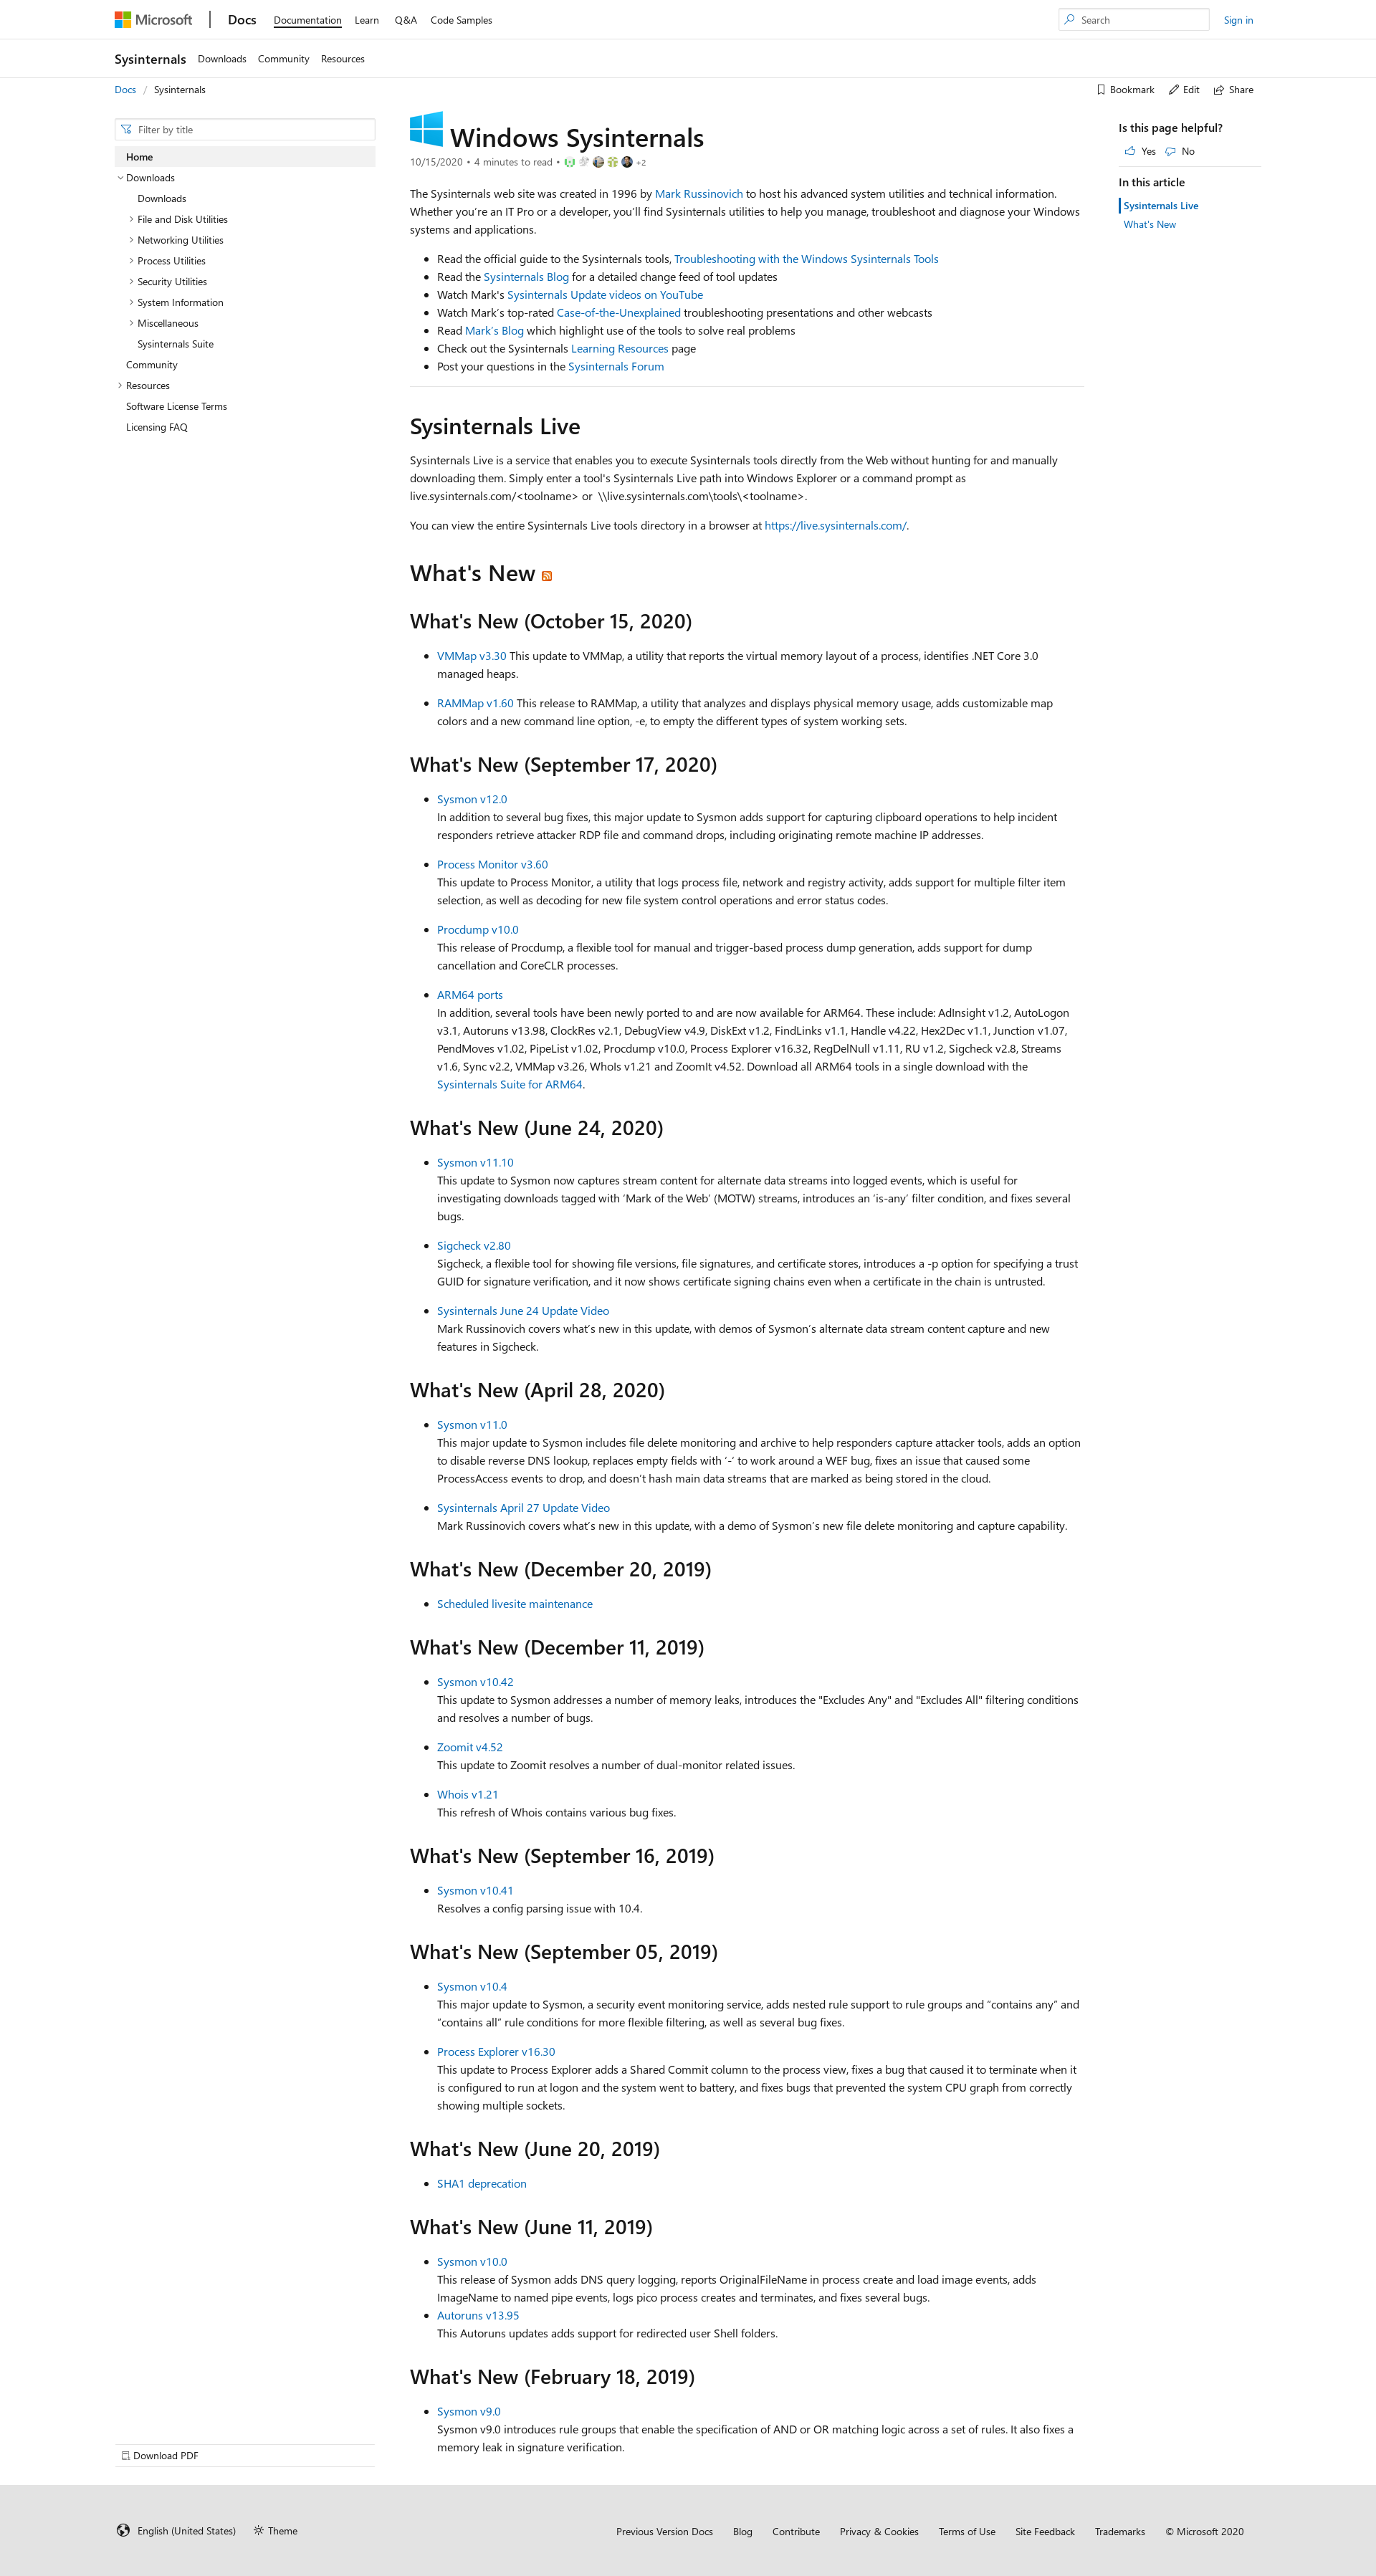 Microsoft
Docs
Documentation
Learn
Q&A
Code Samples
Search
Sign in
Sysinternals
Downloads
Community
Resources
Docs / Sysinternals
Bookmark
Edit
Share
Filter by title
Home
Downloads
Downloads
File and Disk Utilities
Networking Utilities
Process Utilities
Security Utilities
System Information
Miscellaneous
Sysinternals Suite
Community
Resources
Software License Terms
Licensing FAQ
Download PDF
Windows Sysinternals
10/15/2020 • 4 minutes to read • +2
The Sysinternals web site was created in 1996 by Mark Russinovich to host his advanced system utilities and technical information.
Whether you're an IT Pro or a developer, you'll find Sysinternals utilities to help you manage, troubleshoot and diagnose your Windows
systems and applications.
• Read the official guide to the Sysinternals tools, Troubleshooting with the Windows Sysinternals Tools
• Read the Sysinternals Blog for a detailed change feed of tool updates
• Watch Mark's Sysinternals Update videos on YouTube
• Watch Mark's top-rated Case-of-the-Unexplained troubleshooting presentations and other webcasts
• Read Mark's Blog which highlight use of the tools to solve real problems
• Check out the Sysinternals Learning Resources page
• Post your questions in the Sysinternals Forum
Sysinternals Live
Sysinternals Live is a service that enables you to execute Sysinternals tools directly from the Web without hunting for and manually
downloading them. Simply enter a tool's Sysinternals Live path into Windows Explorer or a command prompt as
live.sysinternals.com/<toolname> or \\live.sysinternals.com\tools\<toolname>.
You can view the entire Sysinternals Live tools directory in a browser at https://live.sysinternals.com/.
What's New
What's New (October 15, 2020)
• VMMap v3.30 This update to VMMap, a utility that reports the virtual memory layout of a process, identifies .NET Core 3.0
managed heaps.
• RAMMap v1.60 This release to RAMMap, a utility that analyzes and displays physical memory usage, adds customizable map
colors and a new command line option, -e, to empty the different types of system working sets.
What's New (September 17, 2020)
• Sysmon v12.0
In addition to several bug fixes, this major update to Sysmon adds support for capturing clipboard operations to help incident
responders retrieve attacker RDP file and command drops, including originating remote machine IP addresses.
• Process Monitor v3.60
This update to Process Monitor, a utility that logs process file, network and registry activity, adds support for multiple filter item
selection, as well as decoding for new file system control operations and error status codes.
• Procdump v10.0
This release of Procdump, a flexible tool for manual and trigger-based process dump generation, adds support for dump
cancellation and CoreCLR processes.
• ARM64 ports
In addition, several tools have been newly ported to and are now available for ARM64. These include: AdInsight v1.2, AutoLogon
v3.1, Autoruns v13.98, ClockRes v2.1, DebugView v4.9, DiskExt v1.2, FindLinks v1.1, Handle v4.22, Hex2Dec v1.1, Junction v1.07,
PendMoves v1.02, PipeList v1.02, Procdump v10.0, Process Explorer v16.32, RegDelNull v1.11, RU v1.2, Sigcheck v2.8, Streams
v1.6, Sync v2.2, VMMap v3.26, WhoIs v1.21 and ZoomIt v4.52. Download all ARM64 tools in a single download with the
Sysinternals Suite for ARM64.
What's New (June 24, 2020)
• Sysmon v11.10
This update to Sysmon now captures stream content for alternate data streams into logged events, which is useful for
investigating downloads tagged with 'Mark of the Web' (MOTW) streams, introduces an 'is-any' filter condition, and fixes several
bugs.
• Sigcheck v2.80
Sigcheck, a flexible tool for showing file versions, file signatures, and certificate stores, introduces a -p option for specifying a trust
GUID for signature verification, and it now shows certificate signing chains even when a certificate in the chain is untrusted.
• Sysinternals June 24 Update Video
Mark Russinovich covers what's new in this update, with demos of Sysmon's alternate data stream content capture and new
features in Sigcheck.
What's New (April 28, 2020)
• Sysmon v11.0
This major update to Sysmon includes file delete monitoring and archive to help responders capture attacker tools, adds an option
to disable reverse DNS lookup, replaces empty fields with '-' to work around a WEF bug, fixes an issue that caused some
ProcessAccess events to drop, and doesn't hash main data streams that are marked as being stored in the cloud.
• Sysinternals April 27 Update Video
Mark Russinovich covers what's new in this update, with a demo of Sysmon's new file delete monitoring and capture capability.
What's New (December 20, 2019)
• Scheduled livesite maintenance
What's New (December 11, 2019)
• Sysmon v10.42
This update to Sysmon addresses a number of memory leaks, introduces the "Excludes Any" and "Excludes All" filtering conditions
and resolves a number of bugs.
• Zoomit v4.52
This update to Zoomit resolves a number of dual-monitor related issues.
• Whois v1.21
This refresh of Whois contains various bug fixes.
What's New (September 16, 2019)
• Sysmon v10.41
Resolves a config parsing issue with 10.4.
What's New (September 05, 2019)
• Sysmon v10.4
This major update to Sysmon, a security event monitoring service, adds nested rule support to rule groups and “contains any” and
“contains all” rule conditions for more flexible filtering, as well as several bug fixes.
• Process Explorer v16.30
This update to Process Explorer adds a Shared Commit column to the process view, fixes a bug that caused it to terminate when it
is configured to run at logon and the system went to battery, and fixes bugs that prevented the system CPU graph from correctly
showing multiple sockets.
What's New (June 20, 2019)
• SHA1 deprecation
What's New (June 11, 2019)
• Sysmon v10.0
This release of Sysmon adds DNS query logging, reports OriginalFileName in process create and load image events, adds
ImageName to named pipe events, logs pico process creates and terminates, and fixes several bugs.
• Autoruns v13.95
This Autoruns updates adds support for redirected user Shell folders.
What's New (February 18, 2019)
• Sysmon v9.0
Sysmon v9.0 introduces rule groups that enable the specification of AND or OR matching logic across a set of rules. It also fixes a
memory leak in signature verification.
Is this page helpful?
Yes
No
In this article
Sysinternals Live
What's New
English (United States)
Theme
Previous Version Docs
Blog
Contribute
Privacy & Cookies
Terms of Use
Site Feedback
Trademarks
© Microsoft 2020